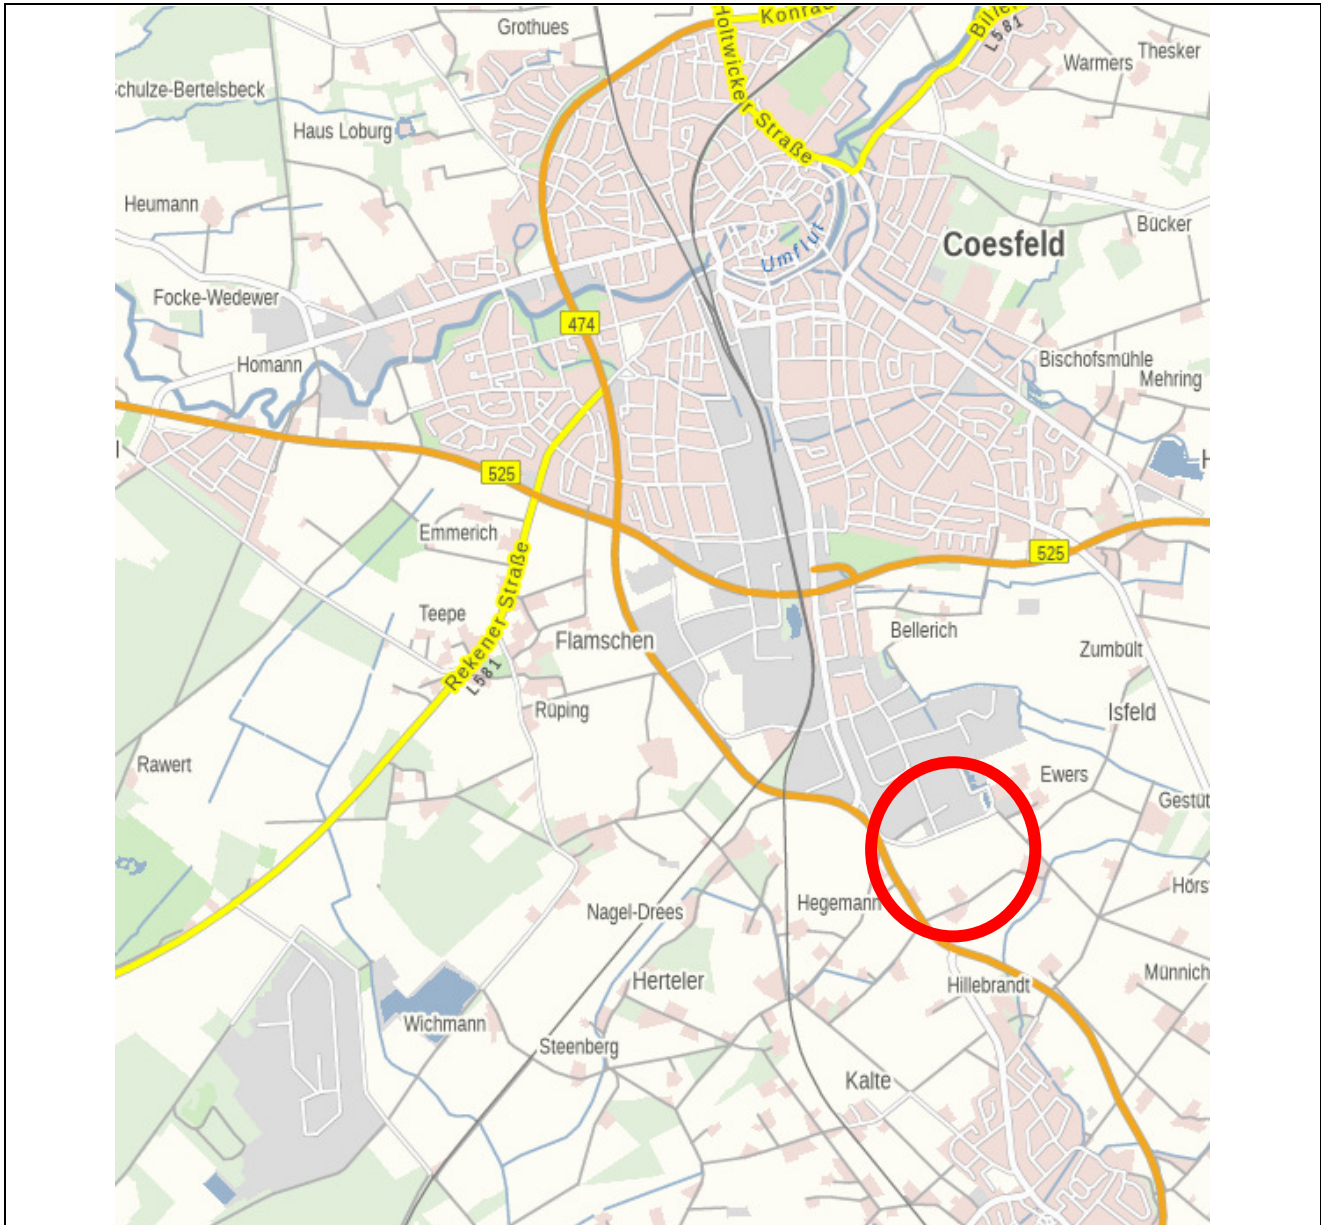 Grothues
Konrad
Holtwicker Straße
L581
Warmers
Thesker
Schulze-Bertelsbeck
Haus Loburg
Heumann
Bücker
Coesfeld
Umflut
Focke-Wedewer
474
Homann
Bischofsmühle
Mehring
525
Emmerich
525
Teepe
Rekener Straße
L581
Flamschen
Bellerich
Zumbült
Rüping
Isfeld
Rawert
Ewers
Gestüt
Hegemann
Hörs
Nagel-Drees
Herteler
Hillebrandt
Münnich
Wichmann
Steenberg
Kalte